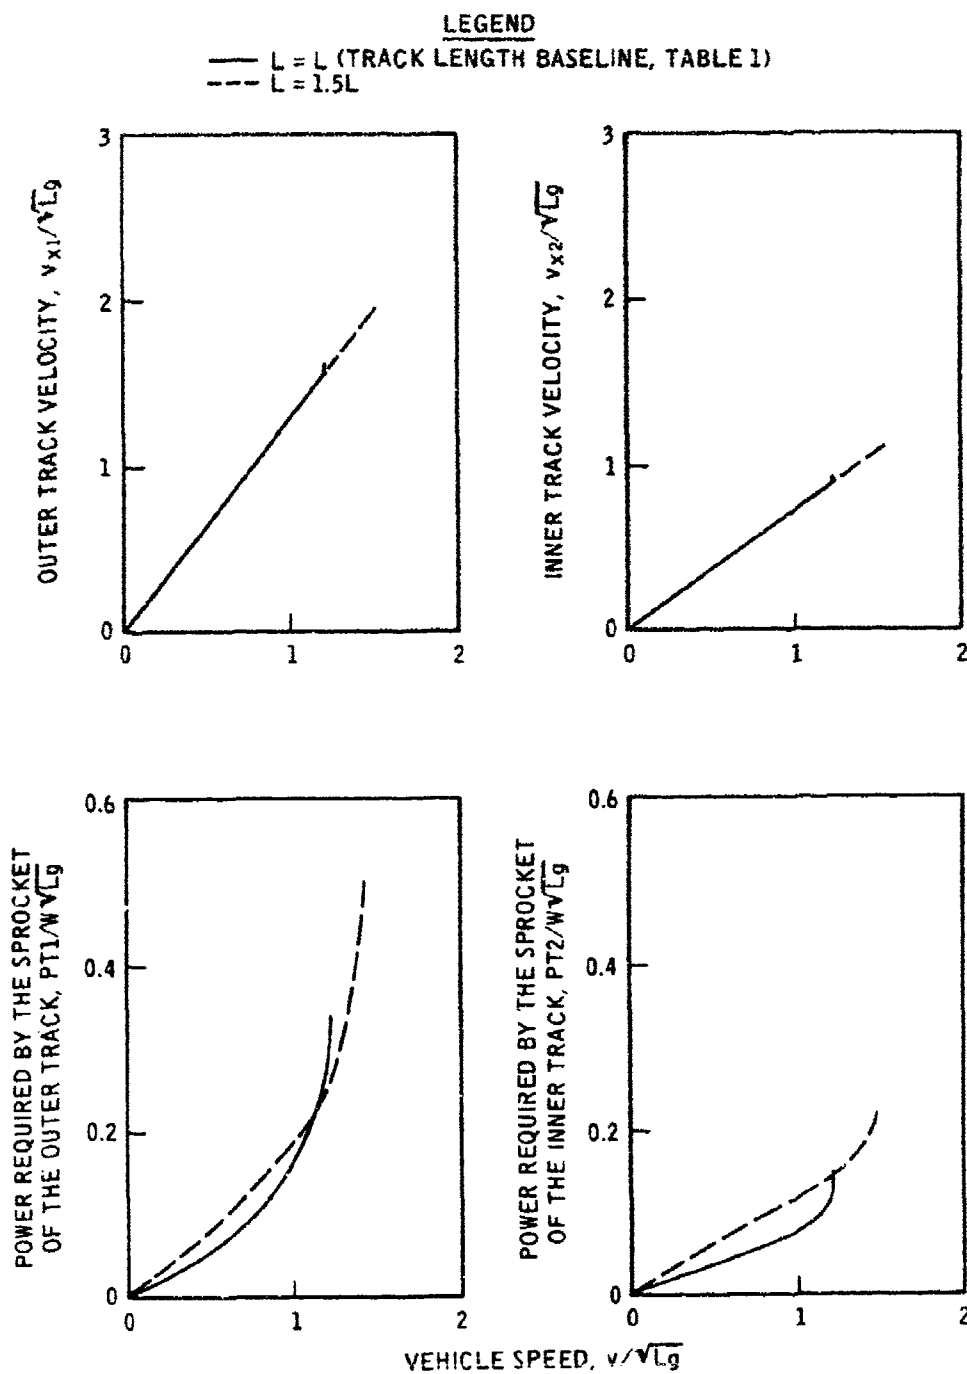 LEGEND
L = L (TRACK LENGTH BASELINE, TABLE 1)
L = 1.5L
OUTER TRACK VELOCITY, vx1/√Lg
3
2
1
0
0 1 2
INNER TRACK VELOCITY, vx2/√Lg
3
2
1
0
0 1 2
POWER REQUIRED BY THE SPROCKET
OF THE OUTER TRACK, PT1/W√Lg
0.6
0.4
0.2
0
0 1 2
POWER REQUIRED BY THE SPROCKET
OF THE INNER TRACK, PT2/W√Lg
0.6
0.4
0.2
0
0 1 2
VEHICLE SPEED, v/√Lg